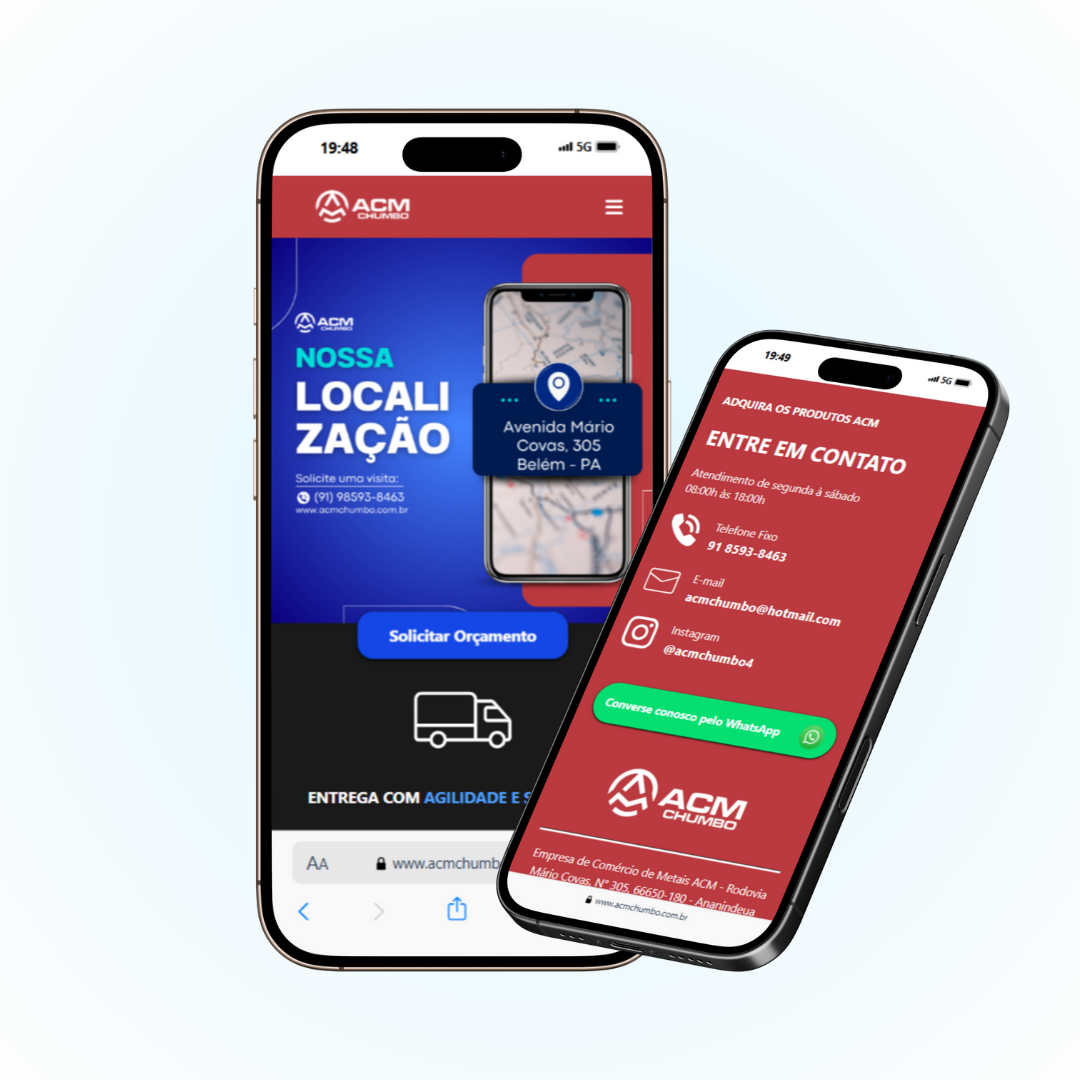 19:48
5G
ACM
CHUMBO
ACM
CHUMBO
NOSSA
LOCALI
ZAÇÃO
Solicite uma visita:
(91) 98593-8463
www.acmchumbo.com.br
Avenida Mário
Covas, 305
Belém - PA
Solicitar Orçamento
ENTREGA COM AGILIDADE E S
AA
www.acmchumb
19:49
5G
ADQUIRA OS PRODUTOS ACM
ENTRE EM CONTATO
Atendimento de segunda à sábado
08:00h às 18:00h
Telefone Fixo
91 8593-8463
E-mail
acmchumbo@hotmail.com
Instagram
@acmchumbo4
Converse conosco pelo WhatsApp
ACM
CHUMBO
Empresa de Comércio de Metais ACM - Rodovia
Mário Covas, N° 305, 66650-180 - Ananindeua
www.acmchumbo.com.br